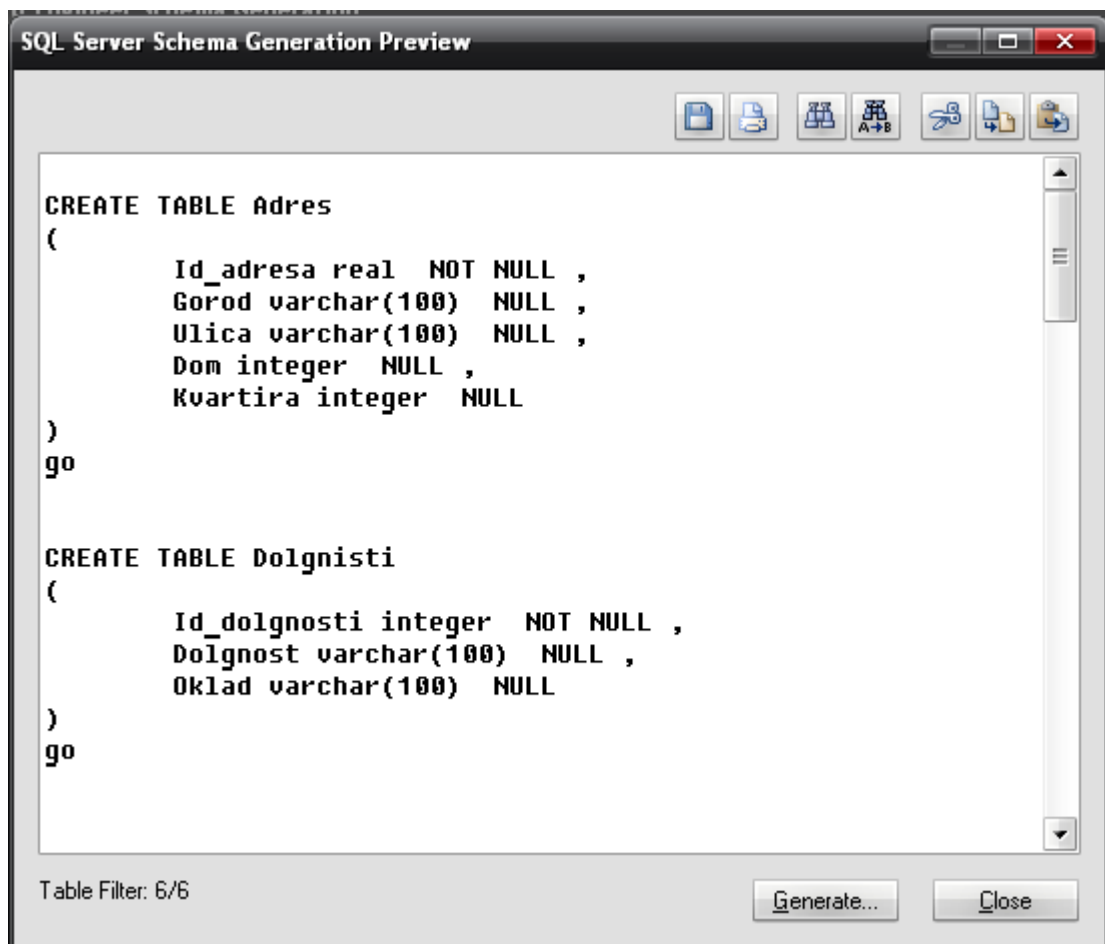 SQL Server Schema Generation Preview
A→B
CREATE TABLE Adres
(
Id_adresa real  NOT NULL ,
Gorod varchar(100)  NULL ,
Ulica varchar(100)  NULL ,
Dom integer  NULL ,
Kvartira integer  NULL
)
go
CREATE TABLE Dolgnisti
(
Id_dolgnosti integer  NOT NULL ,
Dolgnost varchar(100)  NULL ,
Oklad varchar(100)  NULL
)
go
Table Filter: 6/6
Generate...
Close